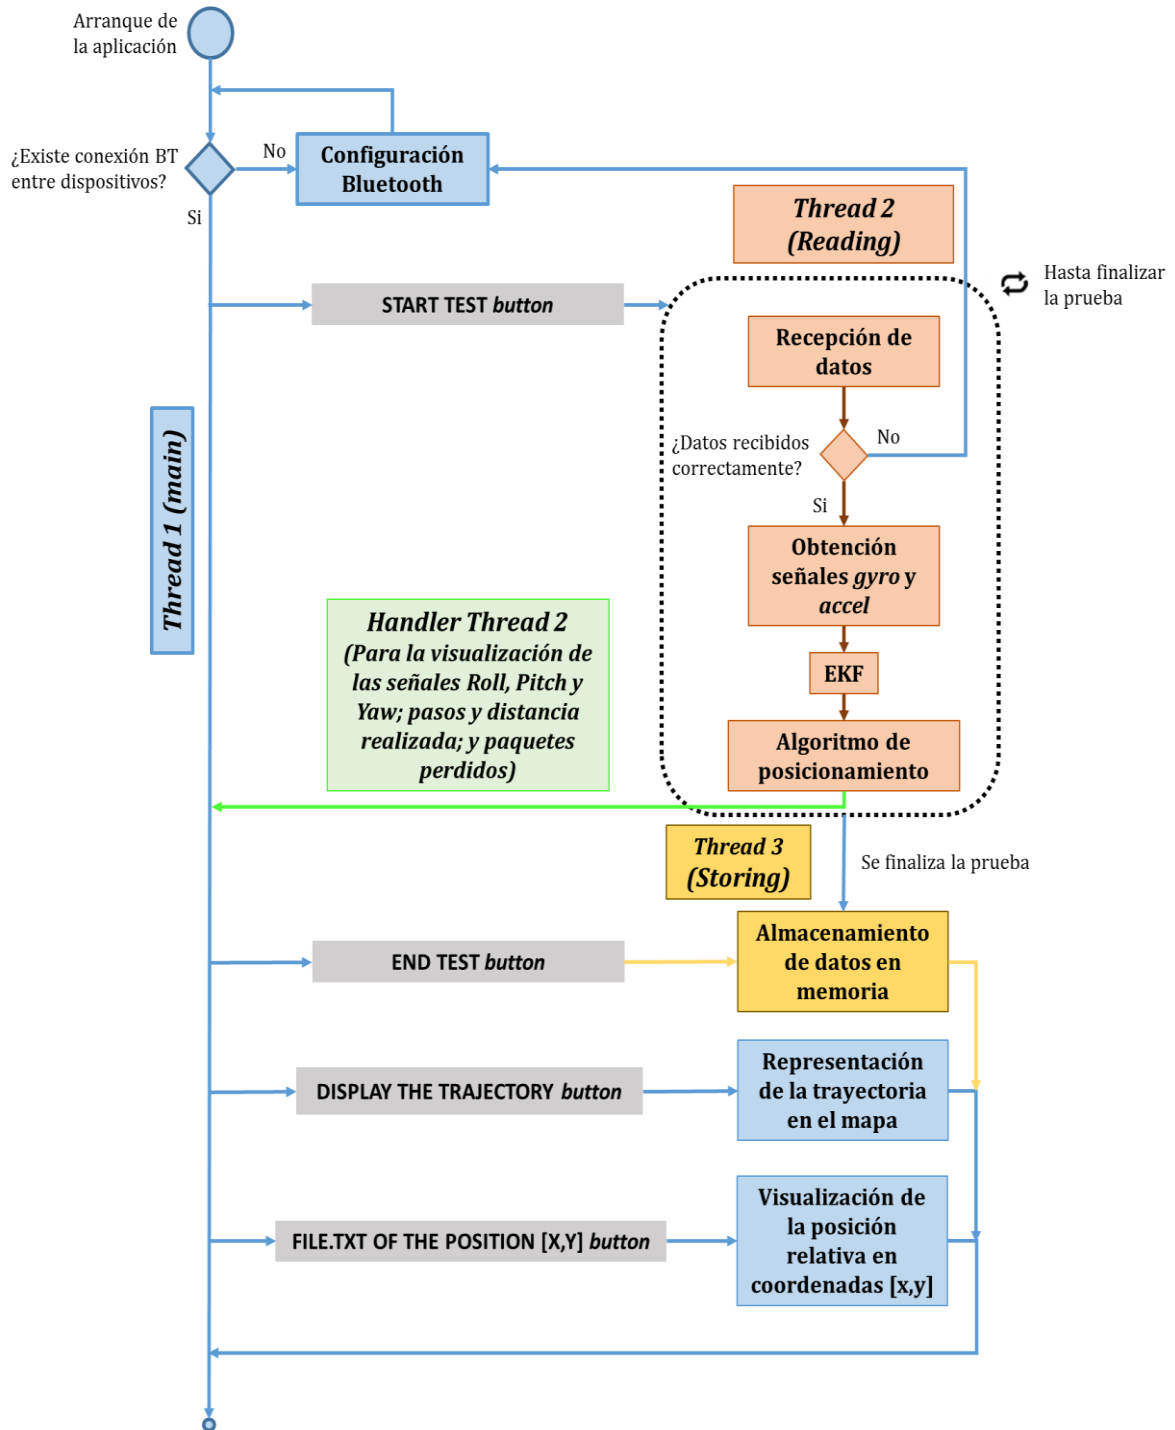 Arranque de
la aplicación
¿Existe conexión BT
entre dispositivos?
No
Si
Configuración
Bluetooth
Thread 2
(Reading)
Hasta finalizar
la prueba
START TEST button
Recepción de
datos
¿Datos recibidos
correctamente?
No
Si
Thread 1 (main)
Obtención
señales gyro y
accel
EKF
Algoritmo de
posicionamiento
Handler Thread 2
(Para la visualización de
las señales Roll, Pitch y
Yaw; pasos y distancia
realizada; y paquetes
perdidos)
Thread 3
(Storing)
Se finaliza la prueba
END TEST button
Almacenamiento
de datos en
memoria
DISPLAY THE TRAJECTORY button
Representación
de la trayectoria
en el mapa
FILE.TXT OF THE POSITION [X,Y] button
Visualización de
la posición
relativa en
coordenadas [x,y]